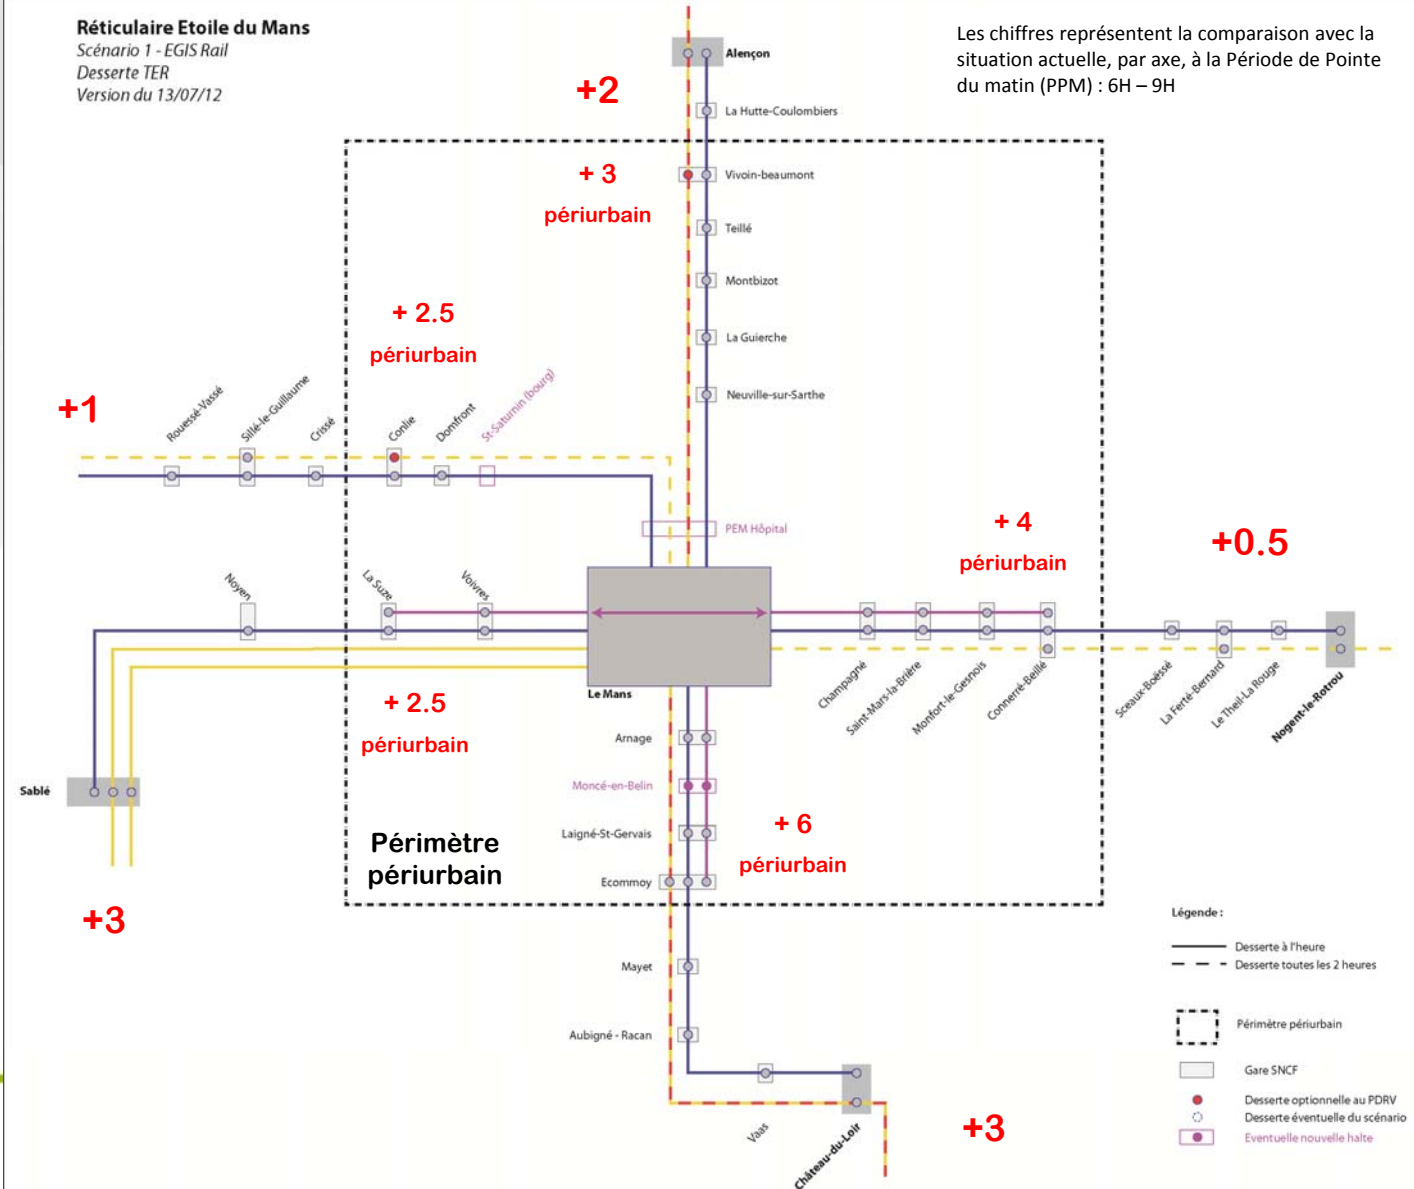 Réticulaire Etoile du Mans
Scénario 1 - EGIS Rail
Desserte TER
Version du 13/07/12
Les chiffres représentent la comparaison avec la
situation actuelle, par axe, à la Période de Pointe
du matin (PPM) : 6H – 9H
Alençon
+2
La Hutte-Coulombiers
+ 3
périurbain
Vivoin-beaumont
Teillé
Montbizot
+ 2.5
périurbain
La Guierche
Neuville-sur-Sarthe
+1
Rouessé-Vassé
Sillé-le-Guillaume
Crissé
Conlie
Domfront
St-Saturnin (bourg)
PEM Hôpital
+ 4
périurbain
+0.5
Noyen
La Suze
Voivres
Le Mans
Champagné
Saint-Mars-la-Brière
Monfort-le-Gesnois
Connerré-Beillé
Sceaux-Boëssé
La Ferté-Bernard
Le Theil-La Rouge
Nogent-le-Rotrou
+ 2.5
périurbain
Arnage
Sablé
Moncé-en-Belin
Laigné-St-Gervais
+ 6
périurbain
Périmètre
périurbain
Ecommoy
+3
Mayet
Aubigné - Racan
Vaas
Château-du-Loir
+3
Légende :
Desserte à l'heure
Desserte toutes les 2 heures
Périmètre périurbain
Gare SNCF
Desserte optionnelle au PDRV
Desserte éventuelle du scénario
Eventuelle nouvelle halte